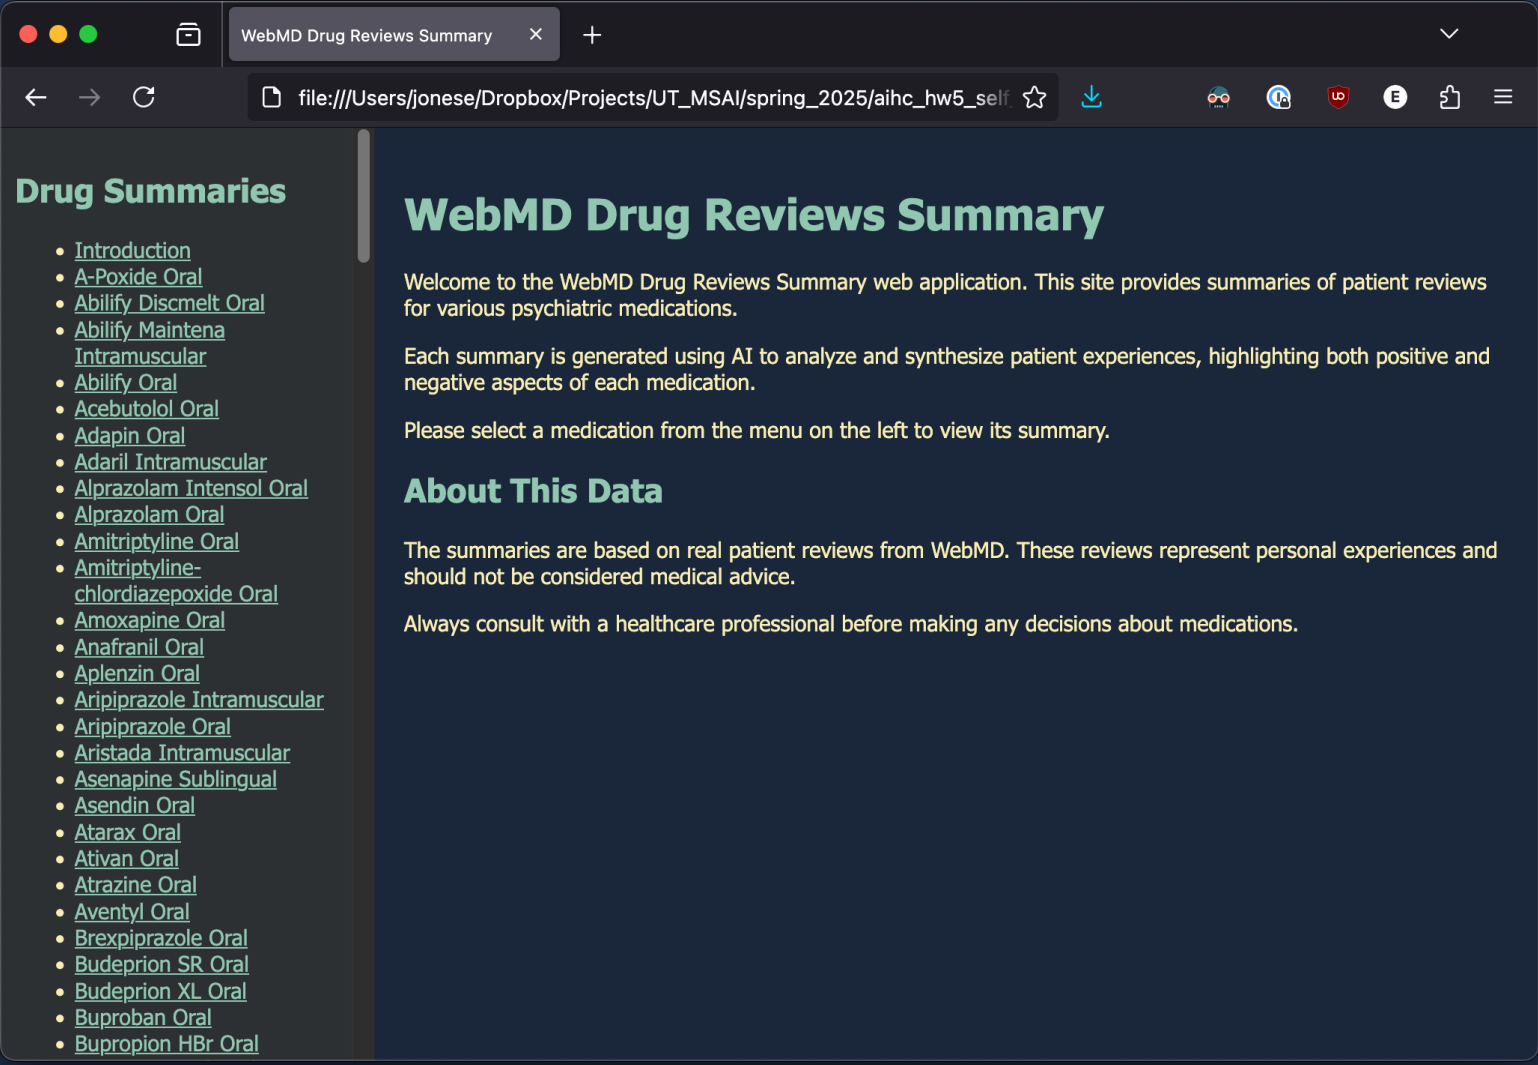 WebMD Drug Reviews Summary
file:///Users/jonese/Dropbox/Projects/UT_MSAI/spring_2025/aihc_hw5_self
E
Drug Summaries
Introduction
A-Poxide Oral
Abilify Discmelt Oral
Abilify Maintena
Intramuscular
Abilify Oral
Acebutolol Oral
Adapin Oral
Adaril Intramuscular
Alprazolam Intensol Oral
Alprazolam Oral
Amitriptyline Oral
Amitriptyline-
chlordiazepoxide Oral
Amoxapine Oral
Anafranil Oral
Aplenzin Oral
Aripiprazole Intramuscular
Aripiprazole Oral
Aristada Intramuscular
Asenapine Sublingual
Asendin Oral
Atarax Oral
Ativan Oral
Atrazine Oral
Aventyl Oral
Brexpiprazole Oral
Budeprion SR Oral
Budeprion XL Oral
Buproban Oral
Bupropion HBr Oral
WebMD Drug Reviews Summary
Welcome to the WebMD Drug Reviews Summary web application. This site provides summaries of patient reviews
for various psychiatric medications.
Each summary is generated using AI to analyze and synthesize patient experiences, highlighting both positive and
negative aspects of each medication.
Please select a medication from the menu on the left to view its summary.
About This Data
The summaries are based on real patient reviews from WebMD. These reviews represent personal experiences and
should not be considered medical advice.
Always consult with a healthcare professional before making any decisions about medications.